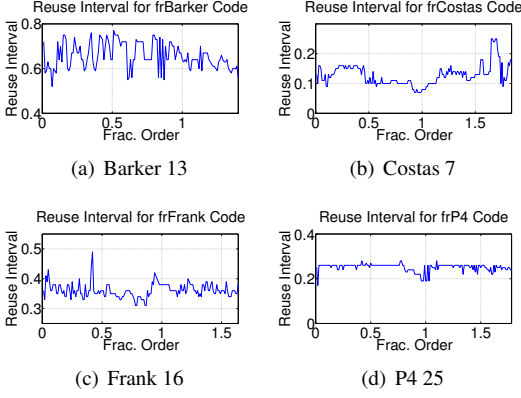 Reuse Interval for frBarker Code
Reuse Interval
0.8
0.6
0.4
0
0.5
1
Frac. Order
(a) Barker 13
Reuse Interval for frCostas Code
Reuse Interval
0.2
0.1
0
0
0.5
1
1.5
Frac. Order
(b) Costas 7
Reuse Interval for frFrank Code
Reuse Interval
0.5
0.4
0.3
0
0.5
1
1.5
Frac. Order
(c) Frank 16
Reuse Interval for frP4 Code
Reuse Interval
0.4
0.2
0
0
0.5
1
1.5
Frac. Order
(d) P4 25